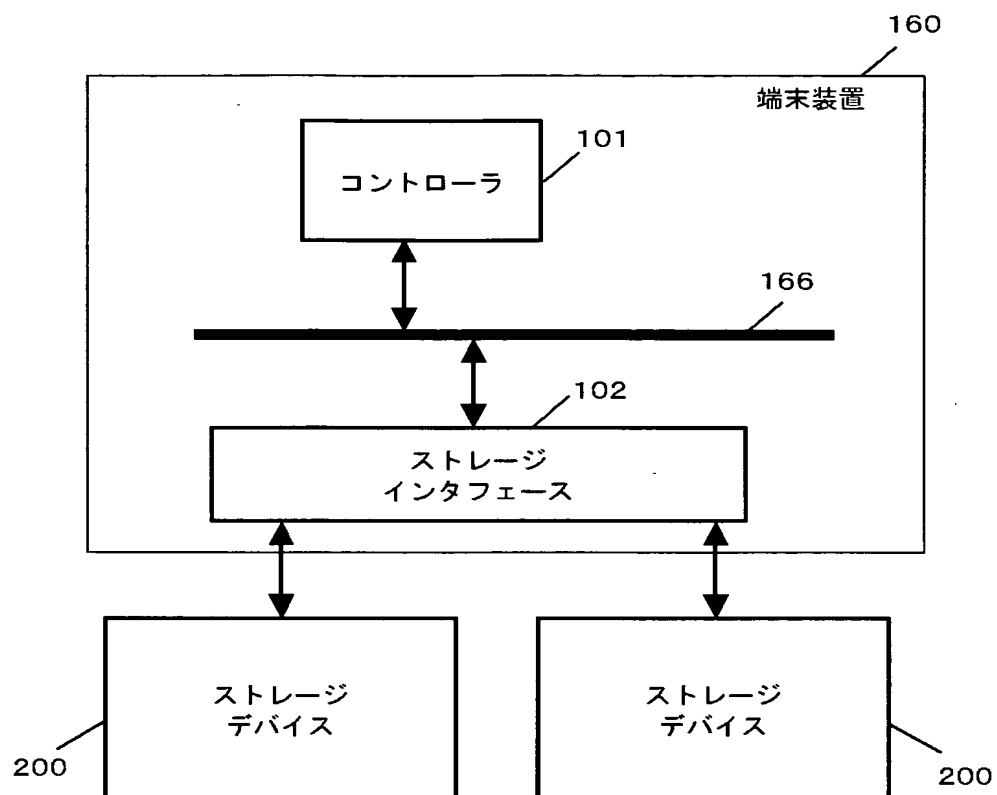 160
端末装置
101
コントローラ
166
102
ストレージ
インタフェース
ストレージ
デバイス
ストレージ
デバイス
200
200